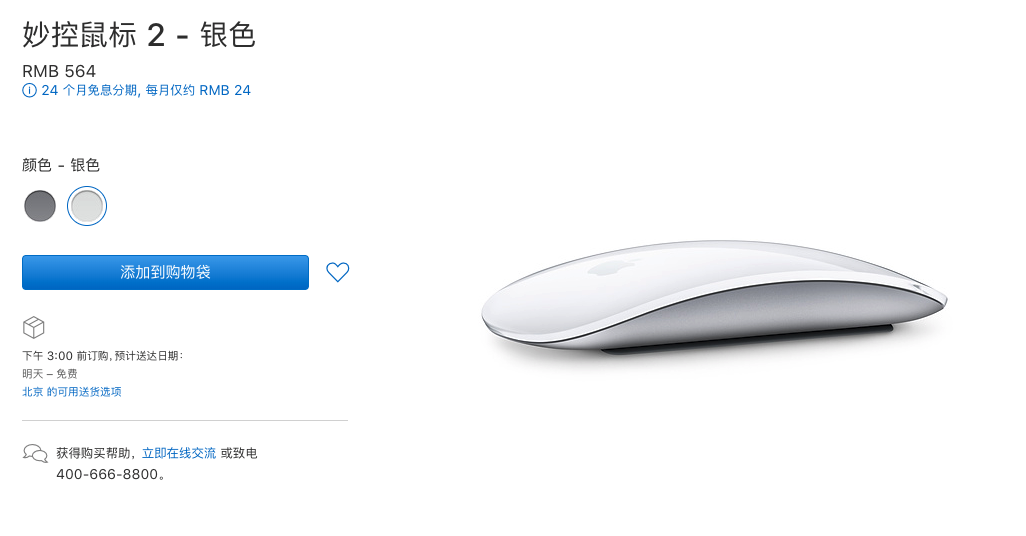 妙控鼠标 2 - 银色
RMB 564
24 个月免息分期, 每月仅约 RMB 24
颜色 - 银色
添加到购物袋
下午 3:00 前订购, 预计送达日期:
明天 – 免费
北京 的可用送货选项
获得购买帮助, 立即在线交流 或致电
400-666-8800。